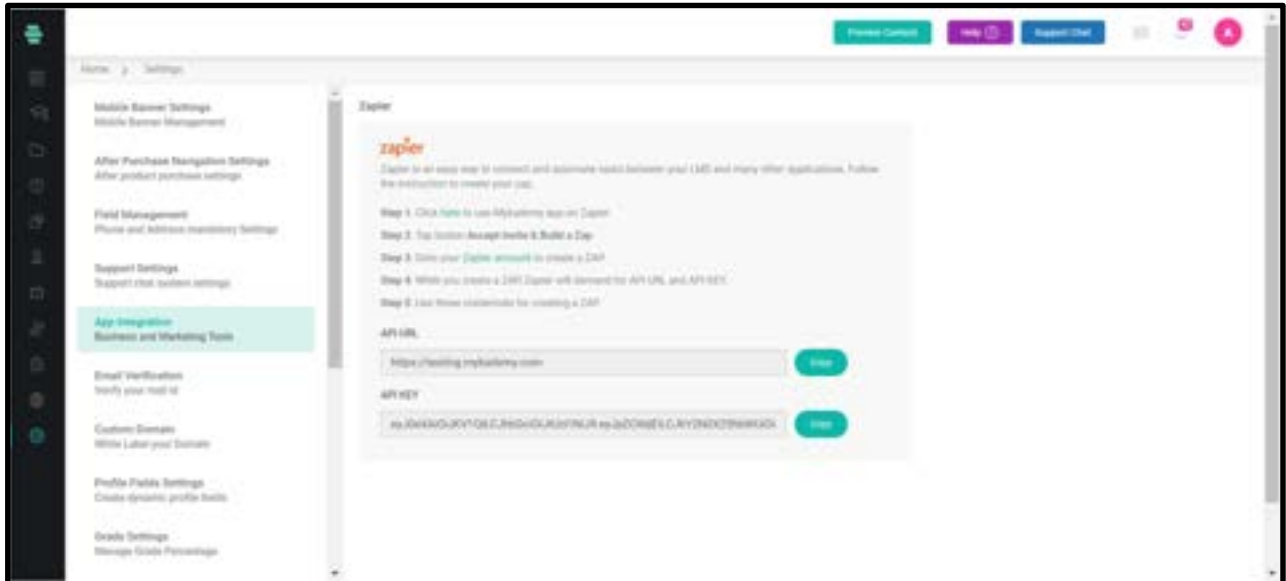 Preview Content
Help
Support Chat
Home > Settings
Mobile Banner Settings
Mobile Banner Management
After Purchase Navigation Settings
After product purchase settings
Field Management
Phone and Address mandatory Settings
Support Settings
Support chat system settings
App Integration
Business and Marketing Tools
Email Verification
Verify your mail id
Custom Domain
White Label your Domain
Profile Fields Settings
Create dynamic profile fields
Grade Settings
Manage Grade Percentage
Zapier
zapier
Zapier is an easy way to connect and automate tasks between your LMS and many other applications. Follow
the instruction to create your zap.
Step 1. Click here to use Mykademy app on Zapier
Step 2. Tap button Accept Invite & Build a Zap
Step 3. Goto your Zapier account to create a ZAP
Step 4. While you create a ZAP, Zapier will demand for API URL and API KEY.
Step 5. Use these credentials for creating a ZAP
API URL
https://testing.mykademy.com
Copy
API KEY
Copy